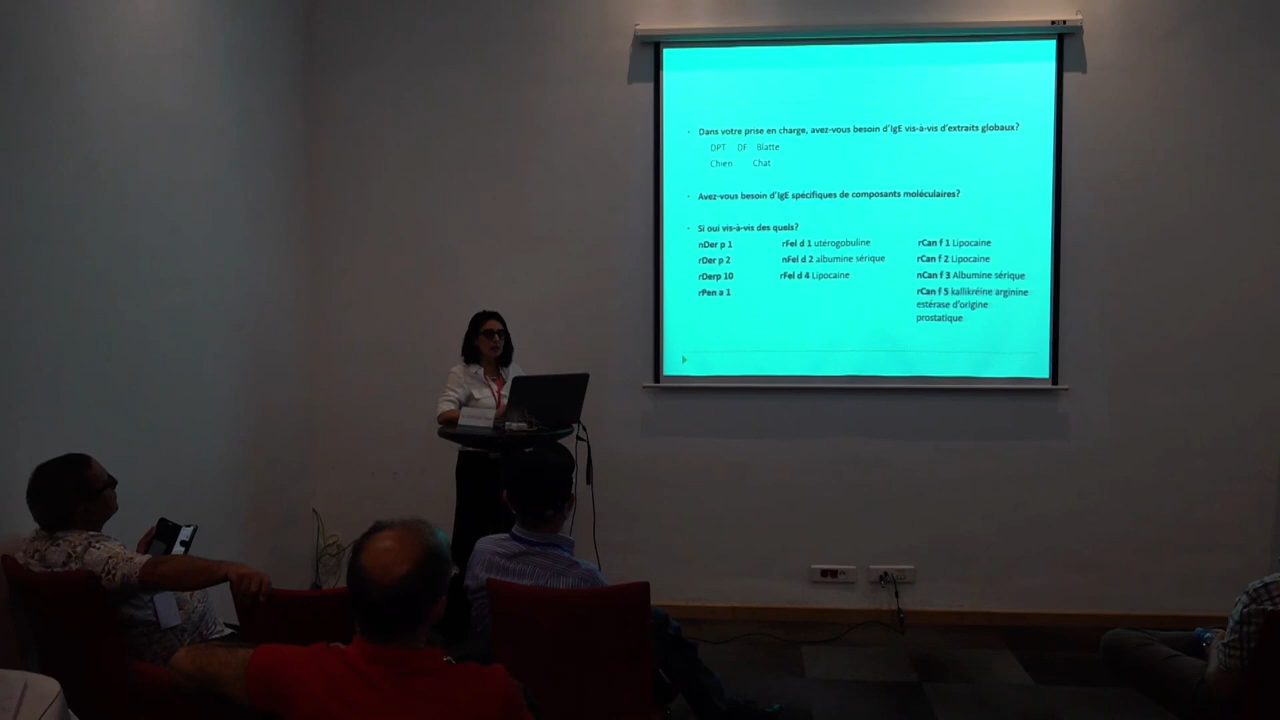 - Dans votre prise en charge, avez-vous besoin d'IgE vis-à-vis d'extraits globaux?
DPT DF Blatte
Chien Chat
- Avez-vous besoin d'IgE spécifiques de composants moléculaires?
- Si oui vis-à-vis des quels?
nDer p 1 rFel d 1 utérogobuline rCan f 1 Lipocaine
rDer p 2 nFel d 2 albumine sérique rCan f 2 Lipocaine
rDerp 10 rFel d 4 Lipocaine nCan f 3 Albumine sérique
rPen a 1 rCan f 5 kallikréine arginine
estérase d'origine
prostatique